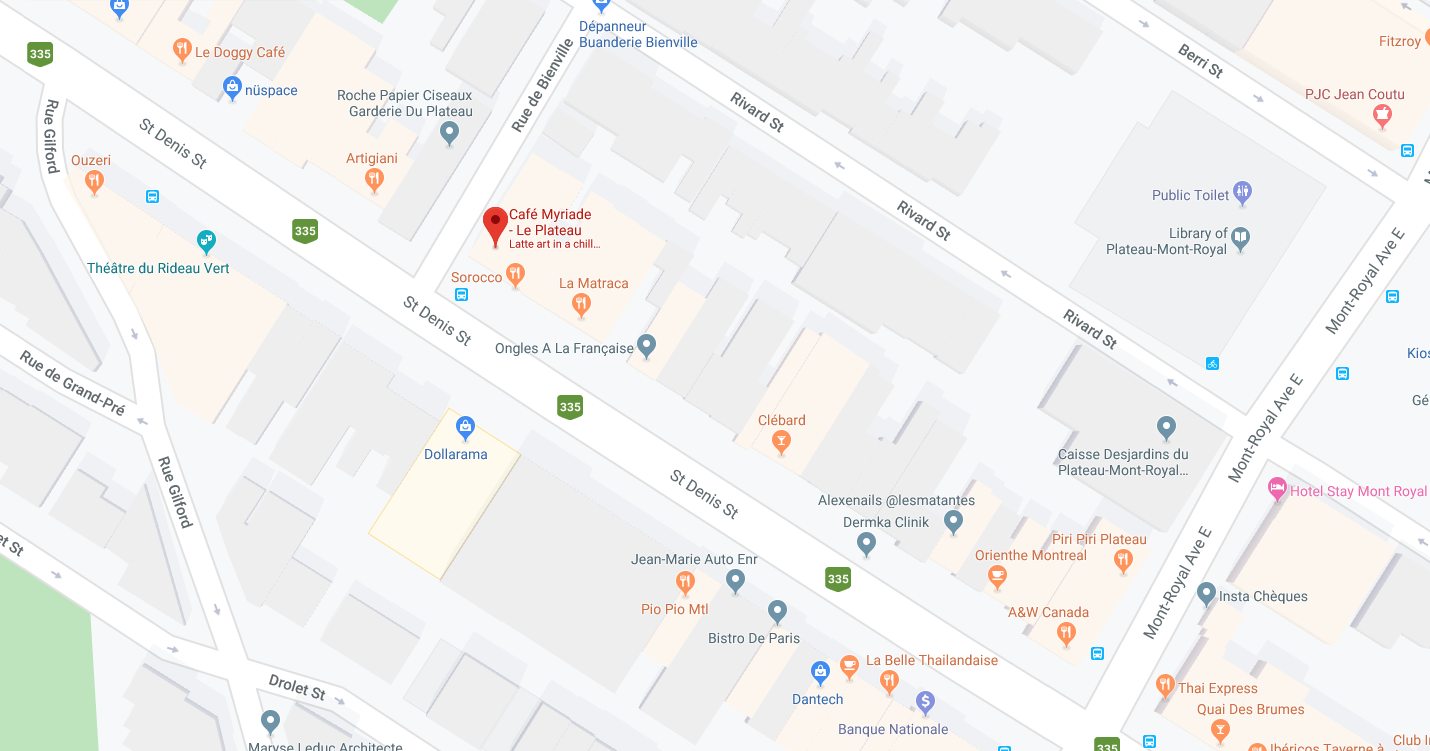 335
Le Doggy Café
nüspace
Dépanneur
Buanderie Bienville
Rue de Bienville
Roche Papier Ciseaux
Garderie Du Plateau
Artigiani
Rue Gilford
St Denis St
Ouzeri
Théâtre du Rideau Vert
335
Rivard St
Berri St
Fitzroy
PJC Jean Coutu
Public Toilet
Library of
Plateau-Mont-Royal
Rivard St
Mont-Royal Ave E
Café Myriade
- Le Plateau
Latte art in a chill...
Sorocco
La Matraca
St Denis St
Ongles A La Française
Rivard St
Rue de Grand-Pré
335
Dollarama
Clébard
Caisse Desjardins du
Plateau-Mont-Royal...
Mont-Royal Ave E
Hotel Stay Mont Royal
Rue Gilford
St Denis St
Alexenails @lesmatantes
Dermka Clinik
Piri Piri Plateau
Orienthe Montreal
Jean-Marie Auto Enr
335
Pio Pio Mtl
A&W Canada
Mont-Royal Ave E
Insta Chèques
Bistro De Paris
La Belle Thailandaise
Dantech
Banque Nationale
Thai Express
Quai Des Brumes
Drolet St
Maryse Leduc Architecte
335
Ibéricos Taverne à
Club